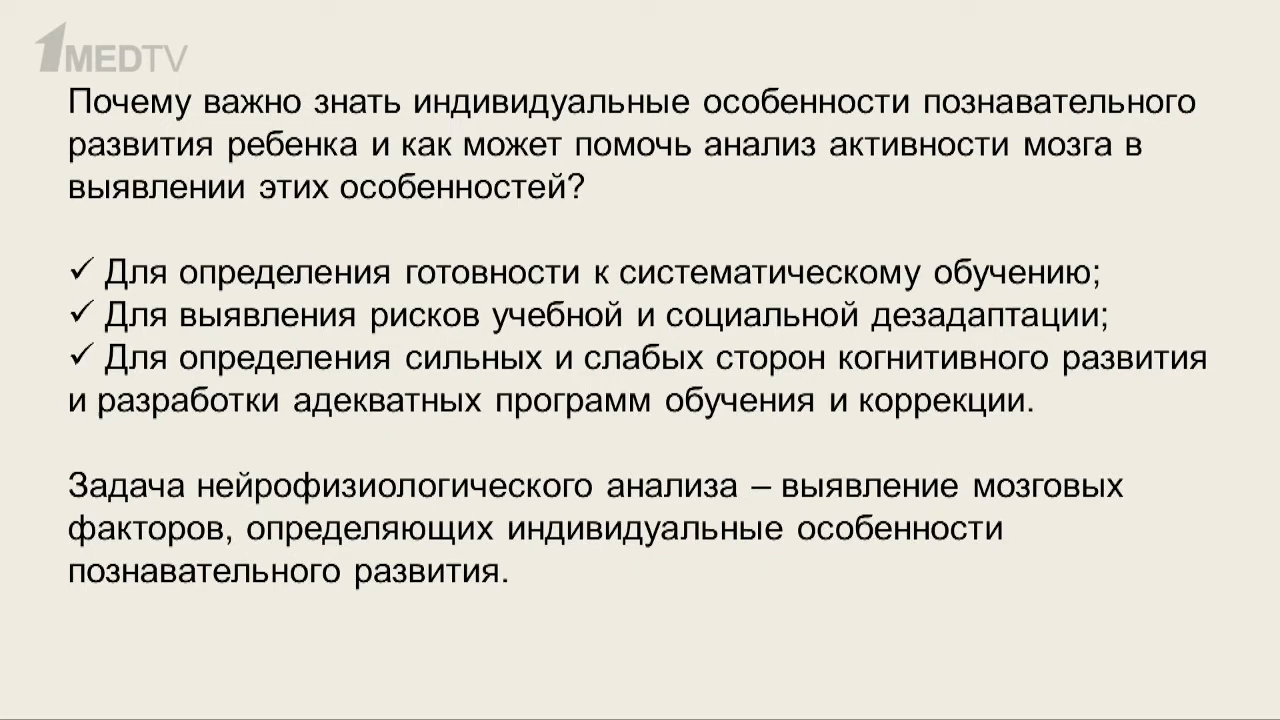 1MEDTV
Почему важно знать индивидуальные особенности познавательного
развития ребенка и как может помочь анализ активности мозга в
выявлении этих особенностей?
✓ Для определения готовности к систематическому обучению;
✓ Для выявления рисков учебной и социальной дезадаптации;
✓ Для определения сильных и слабых сторон когнитивного развития
и разработки адекватных программ обучения и коррекции.
Задача нейрофизиологического анализа – выявление мозговых
факторов, определяющих индивидуальные особенности
познавательного развития.